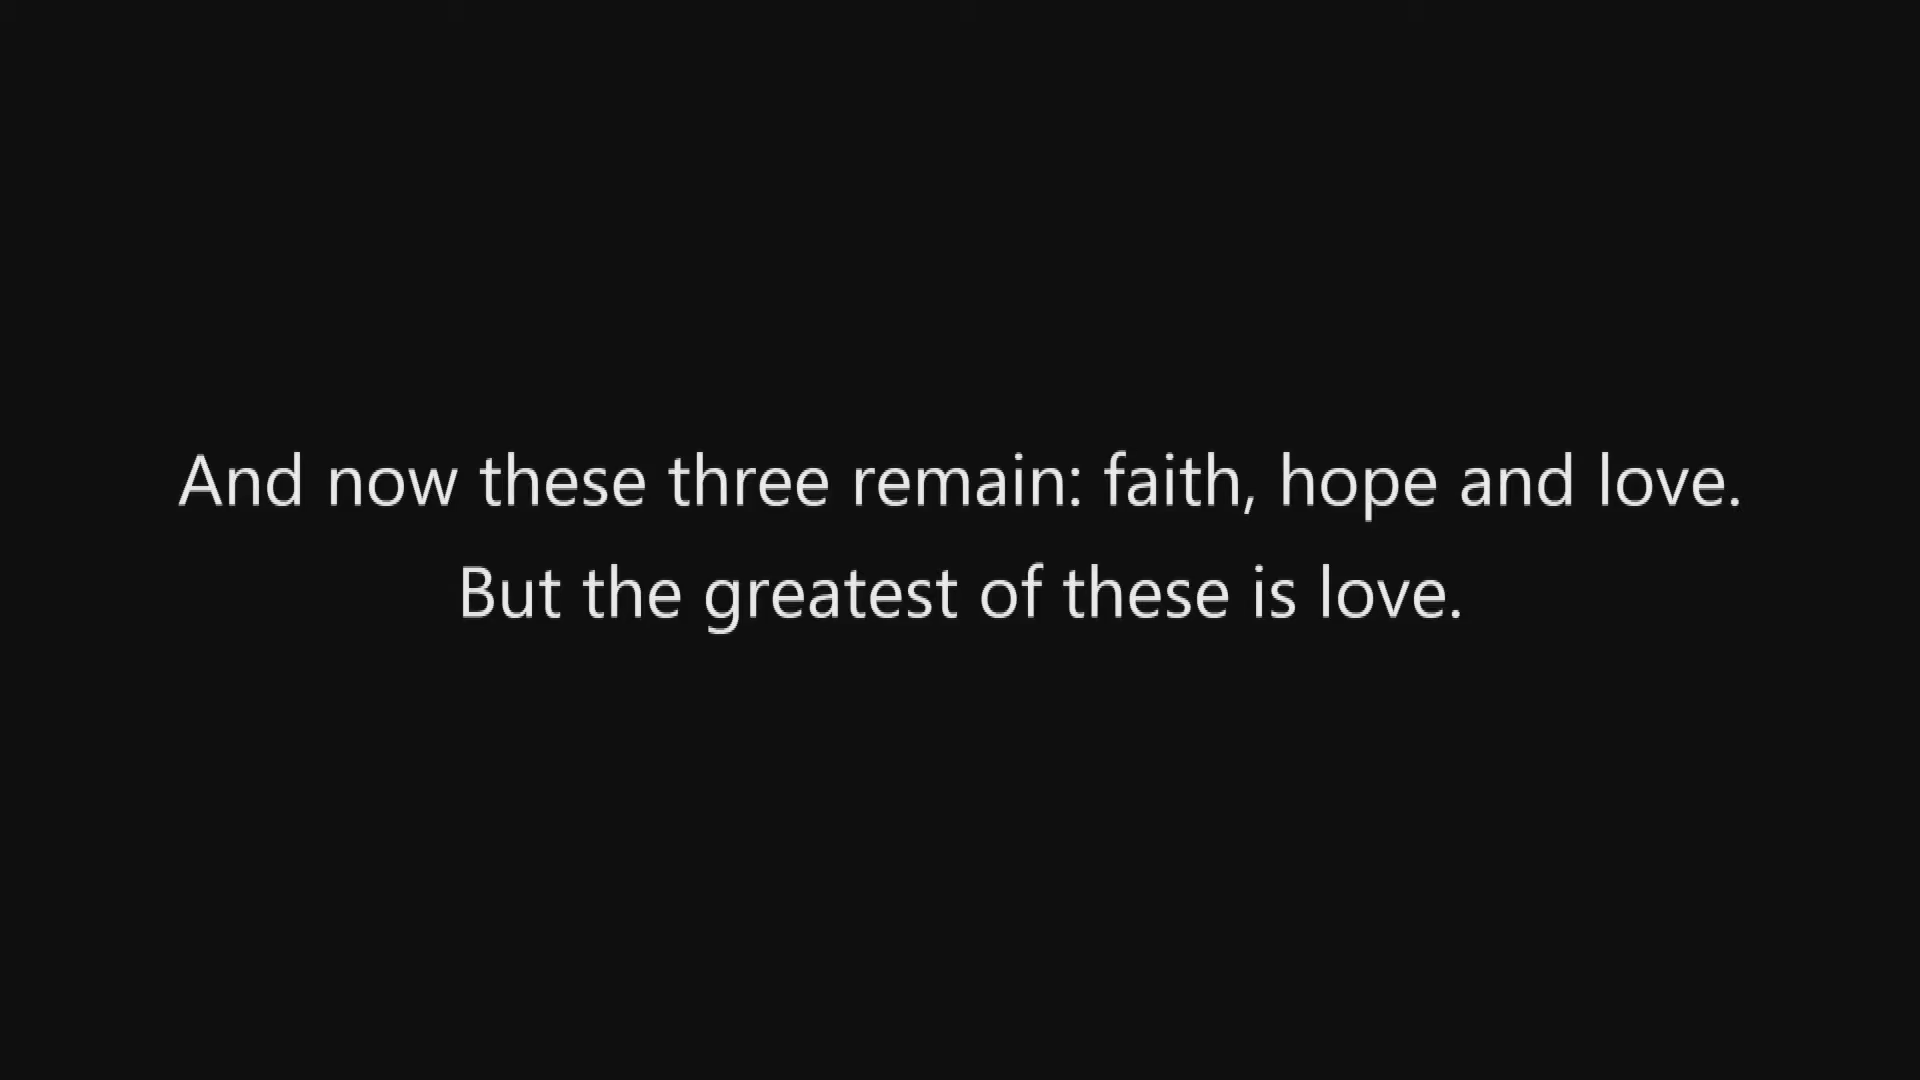 And now these three remain: faith, hope and love.
But the greatest of these is love.